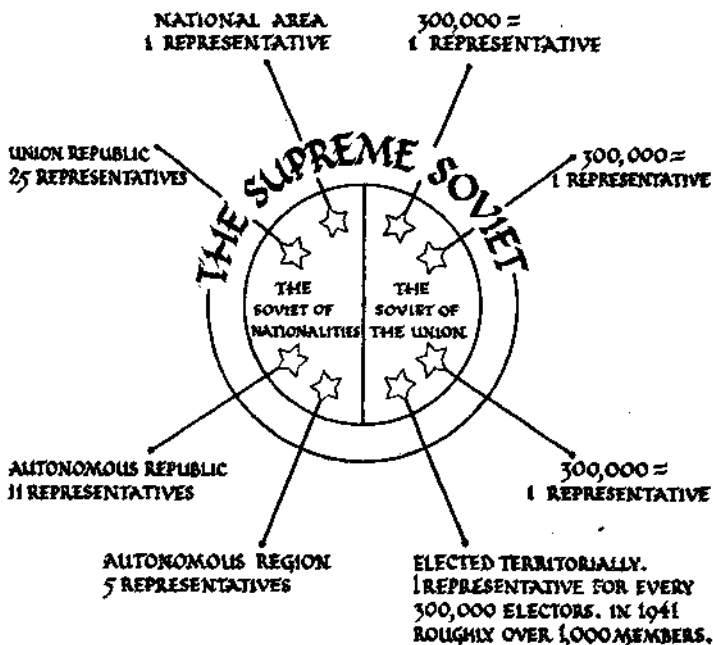 NATIONAL AREA
1 REPRESENTATIVE
300,000 =
1 REPRESENTATIVE
UNION REPUBLIC
25 REPRESENTATIVES
THE SUPREME SOVIET
300,000 =
1 REPRESENTATIVE
THE
SOVIET OF
NATIONALITIES
THE
SOVIET OF
THE UNION
AUTONOMOUS REPUBLIC
11 REPRESENTATIVES
300,000 =
1 REPRESENTATIVE
AUTONOMOUS REGION
5 REPRESENTATIVES
ELECTED TERRITORIALLY.
1 REPRESENTATIVE FOR EVERY
300,000 ELECTORS. IN 1941
ROUGHLY OVER 1,000 MEMBERS.